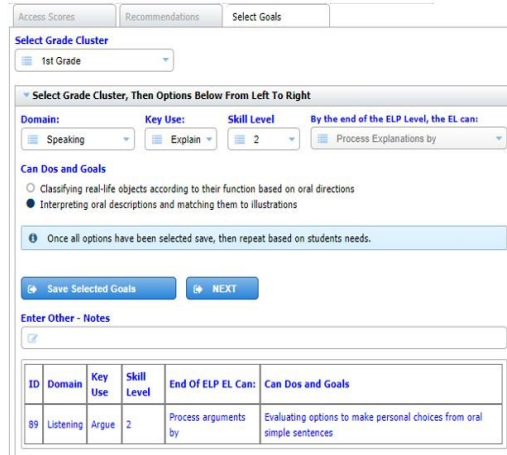 Access Scores Recommendations Select Goals
Select Grade Cluster
1st Grade
Select Grade Cluster, Then Options Below From Left To Right
Domain: Key Use: Skill Level By the end of the ELP Level, the EL can:
Speaking Explain 2 Process Explanations by
Can Dos and Goals
Classifying real-life objects according to their function based on oral directions
Interpreting oral descriptions and matching them to illustrations
Once all options have been selected save, then repeat based on students needs.
Save Selected Goals NEXT
Enter Other - Notes
ID Domain Key Use Skill Level End Of ELP EL Can: Can Dos and Goals
89 Listening Argue 2 Process arguments by Evaluating options to make personal choices from oral simple sentences